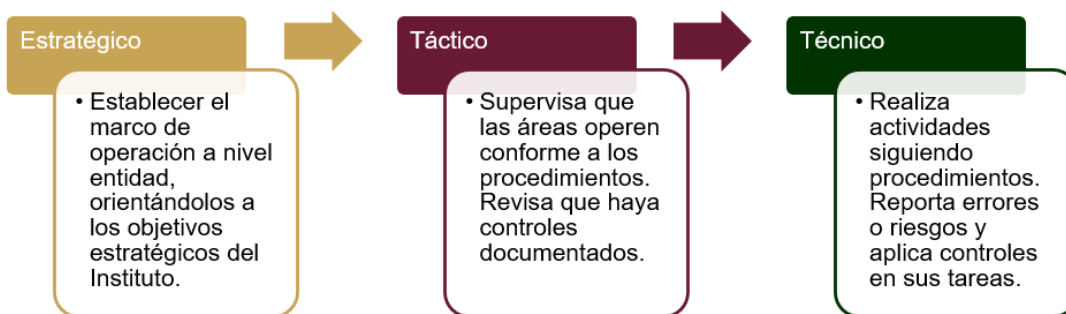 Estratégico
• Establecer el
marco de
operación a nivel
entidad,
orientándolos a
los objetivos
estratégicos del
Instituto.
Táctico
• Supervisa que
las áreas operen
conforme a los
procedimientos.
Revisa que haya
controles
documentados.
Técnico
• Realiza
actividades
siguiendo
procedimientos.
Reporta errores
o riesgos y
aplica controles
en sus tareas.